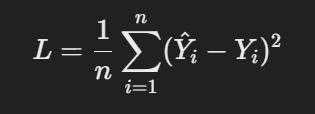 L = \frac{1}{n} \sum_{i=1}^{n} (\hat{Y}_i - Y_i)^2